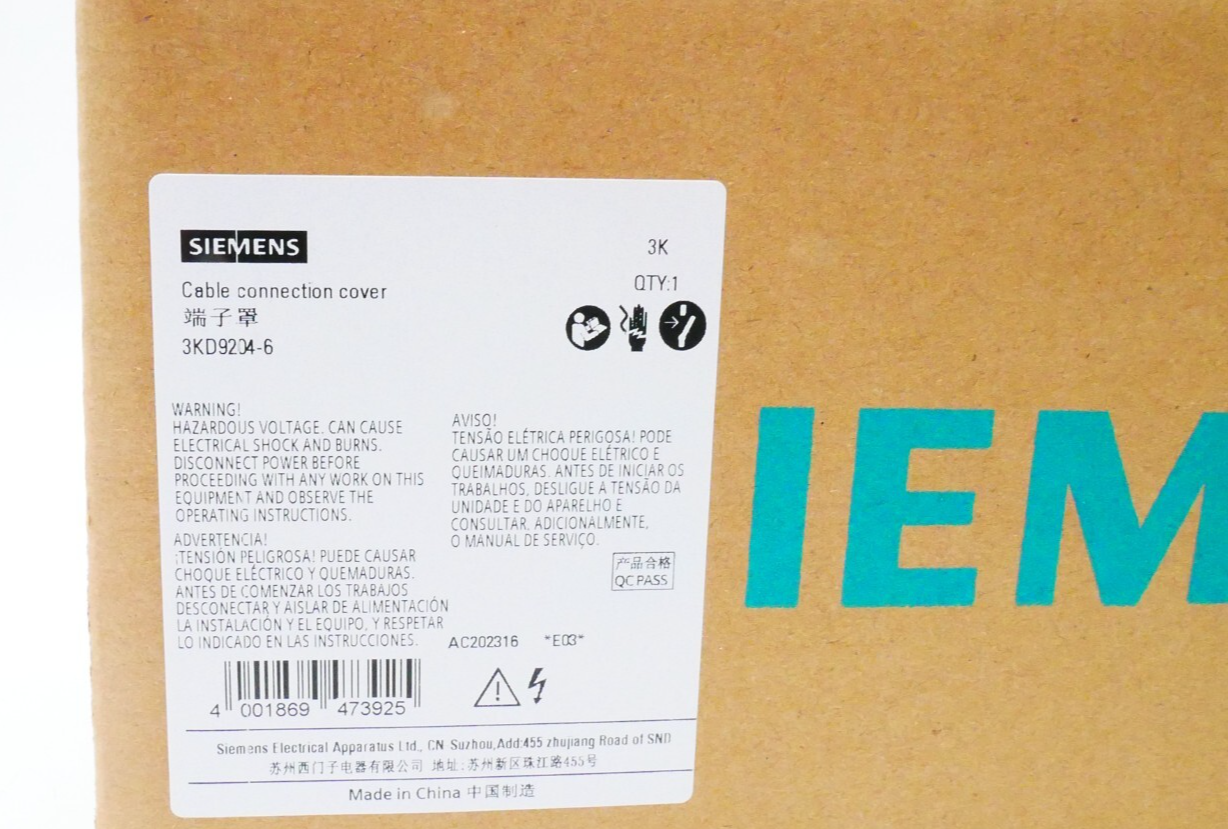 SIEMENS
3K
QTY:1
Cable connection cover
端子罩
3KD9204-6
WARNING!
HAZARDOUS VOLTAGE. CAN CAUSE
ELECTRICAL SHOCK AND BURNS.
DISCONNECT POWER BEFORE
PROCEEDING WITH ANY WORK ON THIS
EQUIPMENT AND OBSERVE THE
OPERATING INSTRUCTIONS.
ADVERTENCIA!
¡TENSIÓN PELIGROSA! PUEDE CAUSAR
CHOQUE ELÉCTRICO Y QUEMADURAS.
ANTES DE COMENZAR LOS TRABAJOS
DESCONECTAR Y AISLAR DE ALIMENTACIÓN
LA INSTALACIÓN Y EL EQUIPO, Y RESPETAR
LO INDICADO EN LAS INSTRUCCIONES.
AVISO!
TENSÃO ELÉTRICA PERIGOSA! PODE
CAUSAR UM CHOQUE ELÉTRICO E
QUEIMADURAS. ANTES DE INICIAR OS
TRABALHOS, DESLIGUE A TENSÃO DA
UNIDADE E DO APARELHO E
CONSULTAR, ADICIONALMENTE,
O MANUAL DE SERVIÇO.
产品合格
QC PASS
AC202316 *E03*
4 001869 473925
Siemens Electrical Apparatus Ltd., CN-Suzhou,Add:455 zhujiang Road of SND
苏州西门子电器有限公司 地址:苏州新区珠江路455号
Made in China 中国制造
IEM